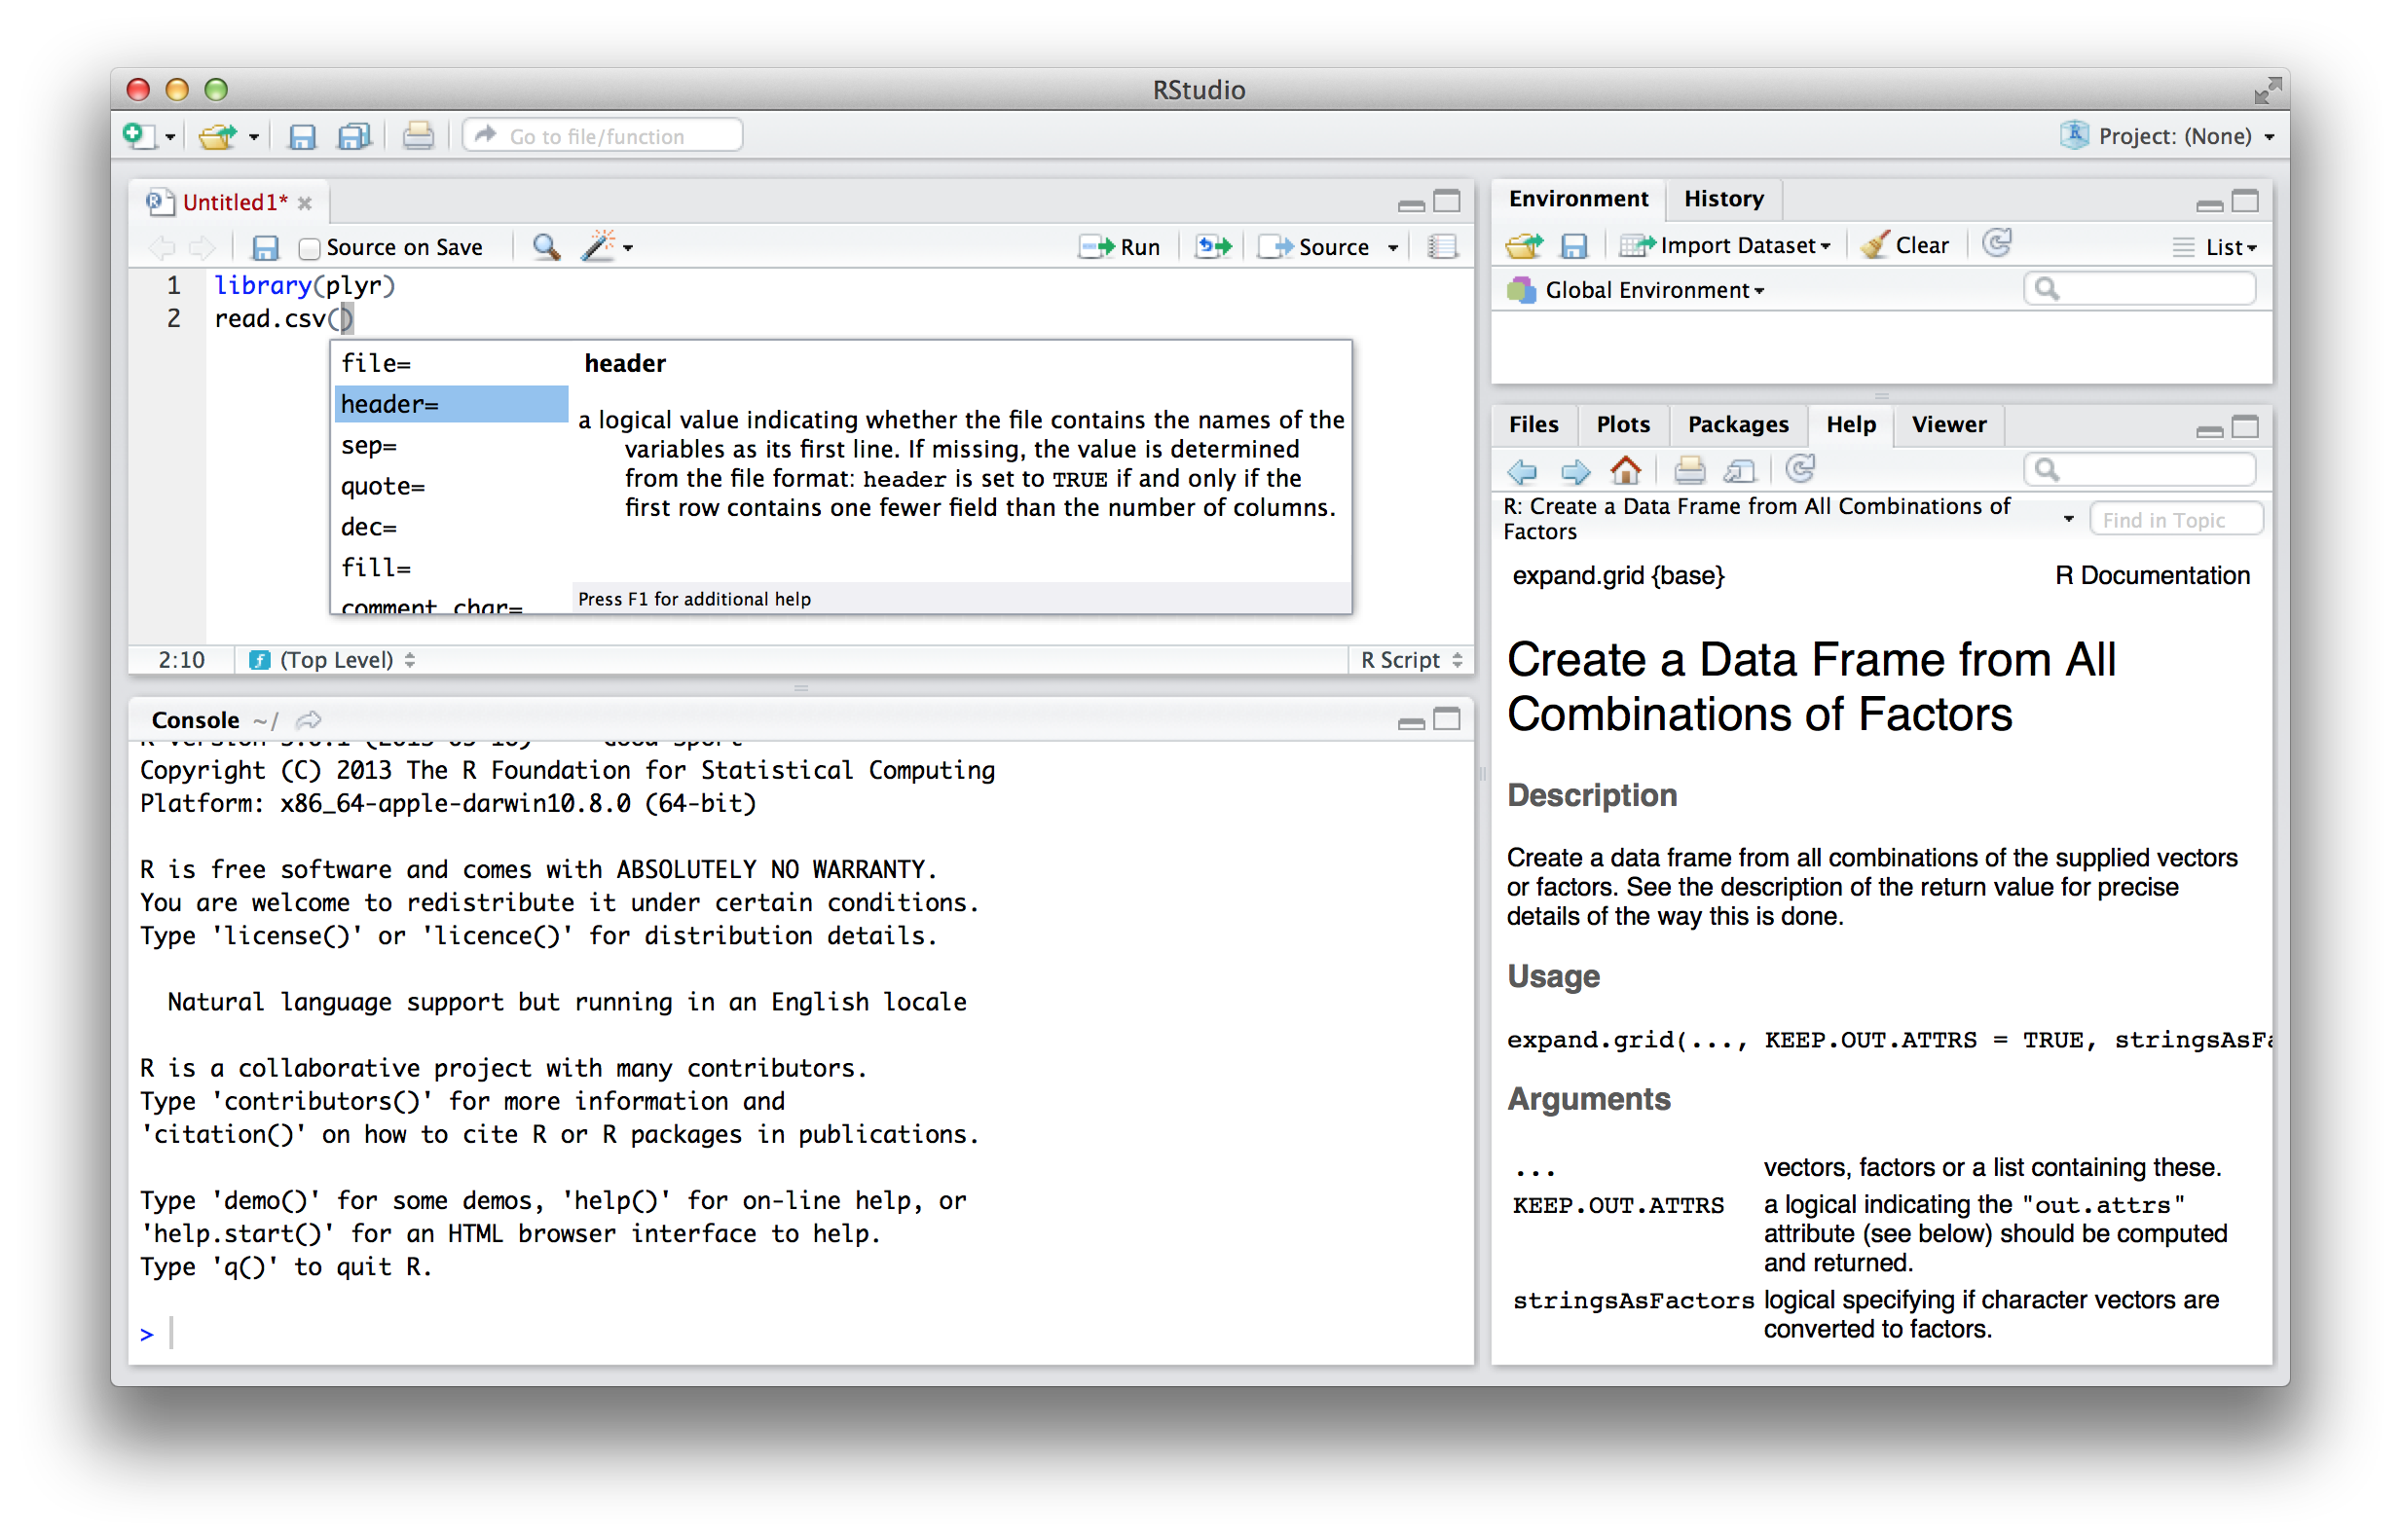 RStudio
Go to file/function
Project: (None)
Untitled1*
Source on Save
Run
Source
1 library(plyr)
2 read.csv()
file=
header=
sep=
quote=
dec=
fill=
comment.char=
header
a logical value indicating whether the file contains the names of the
variables as its first line. If missing, the value is determined
from the file format: header is set to TRUE if and only if the
first row contains one fewer field than the number of columns.
Press F1 for additional help
2:10
(Top Level)
R Script
Console ~/
Copyright (C) 2013 The R Foundation for Statistical Computing
Platform: x86_64-apple-darwin10.8.0 (64-bit)
R is free software and comes with ABSOLUTELY NO WARRANTY.
You are welcome to redistribute it under certain conditions.
Type 'license()' or 'licence()' for distribution details.
Natural language support but running in an English locale
R is a collaborative project with many contributors.
Type 'contributors()' for more information and
'citation()' on how to cite R or R packages in publications.
Type 'demo()' for some demos, 'help()' for on-line help, or
'help.start()' for an HTML browser interface to help.
Type 'q()' to quit R.
>
Environment History
Import Dataset
Clear
List
Global Environment
Files Plots Packages Help Viewer
R: Create a Data Frame from All Combinations of
Factors
Find in Topic
expand.grid {base}
R Documentation
Create a Data Frame from All
Combinations of Factors
Description
Create a data frame from all combinations of the supplied vectors
or factors. See the description of the return value for precise
details of the way this is done.
Usage
expand.grid(..., KEEP.OUT.ATTRS = TRUE, stringsAsFa
Arguments
... vectors, factors or a list containing these.
KEEP.OUT.ATTRS a logical indicating the "out.attrs"
attribute (see below) should be computed
and returned.
stringsAsFactors logical specifying if character vectors are
converted to factors.